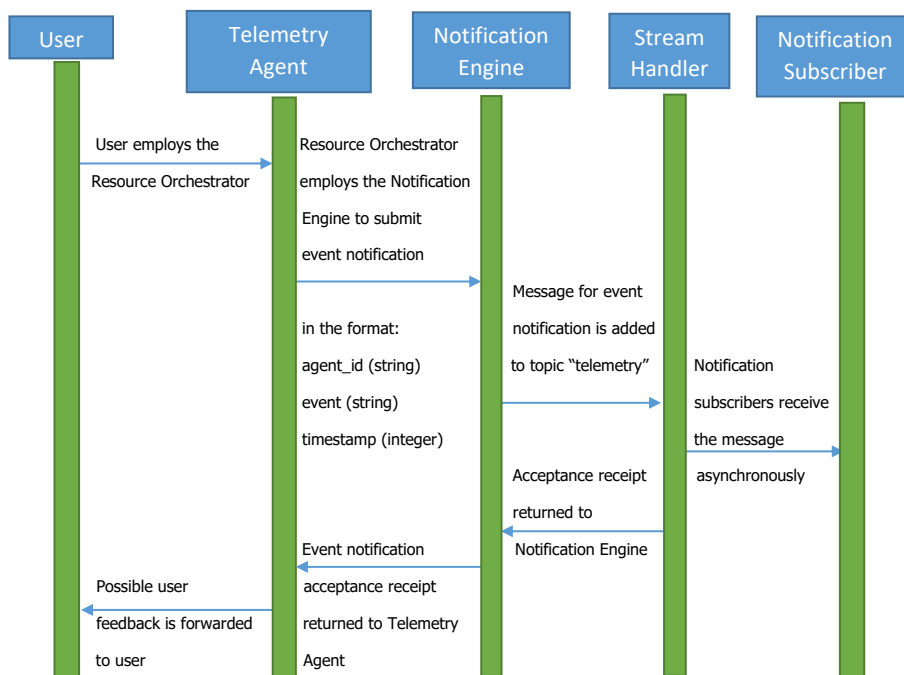 User
Telemetry
Agent
Notification
Engine
Stream
Handler
Notification
Subscriber
User employs the
Resource Orchestrator
Resource Orchestrator
employs the Notification
Engine to submit
event notification
in the format:
agent_id (string)
event (string)
timestamp (integer)
Message for event
notification is added
to topic “telemetry”
Notification
subscribers receive
the message
asynchronously
Acceptance receipt
returned to
Notification Engine
Event notification
acceptance receipt
returned to Telemetry
Agent
Possible user
feedback is forwarded
to user